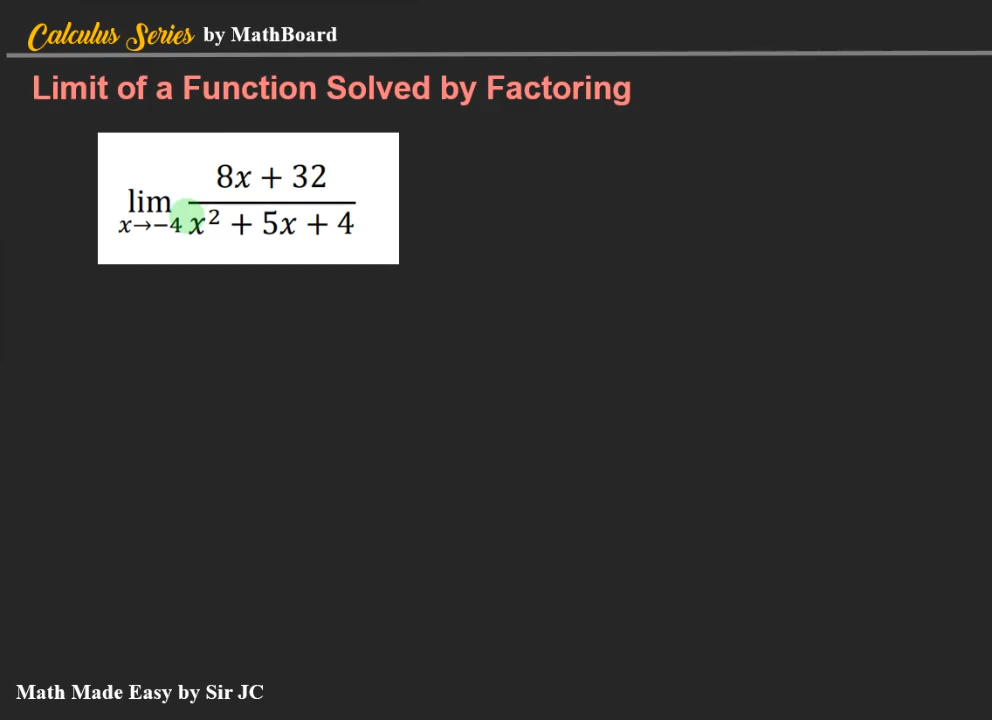 Calculus Series by MathBoard
Limit of a Function Solved by Factoring
8x + 32
lim
x→−4 x² + 5x + 4
Math Made Easy by Sir JC